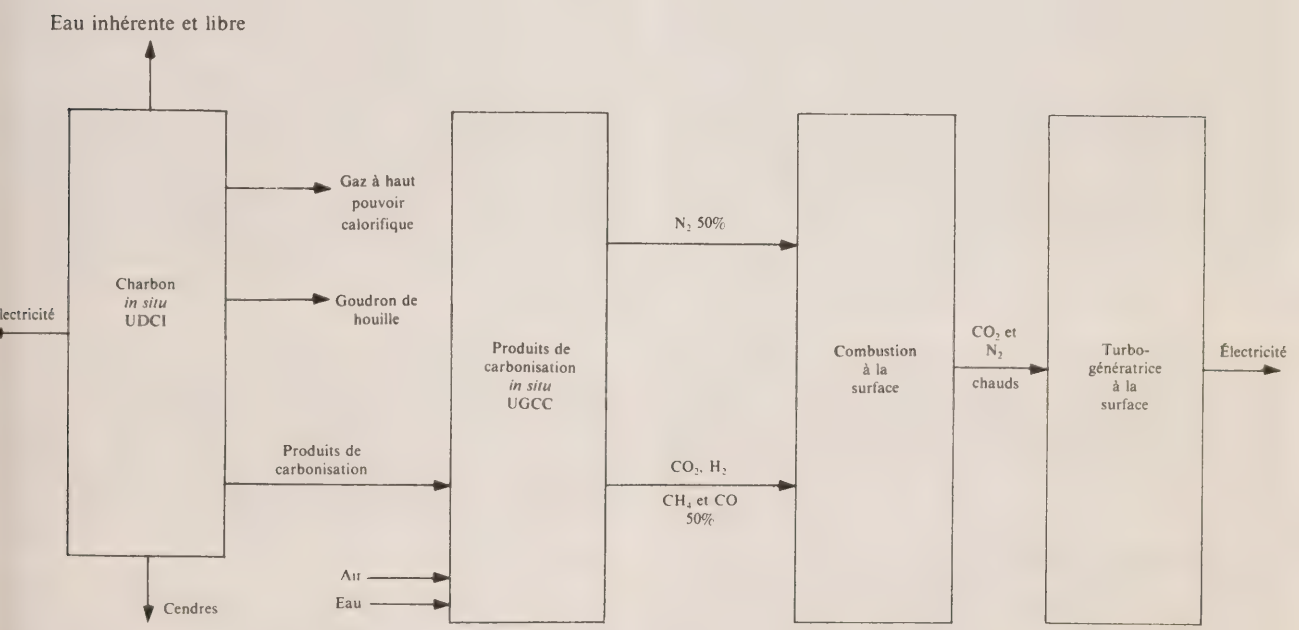 Eau inhérente et libre
Gaz à haut
pouvoir
calorifique
Charbon
in situ
UDCI
Goudron de
houille
lectricité
Produits de
carbonisation
Cendres
Air
Eau
Produits de
carbonisation
in situ
UGCC
N₂ 50%
CO₂, H₂
CH₄ et CO
50%
Combustion
à la
surface
CO₂ et
N₂
chauds
Turbo-
génératrice
à la
surface
Électricité